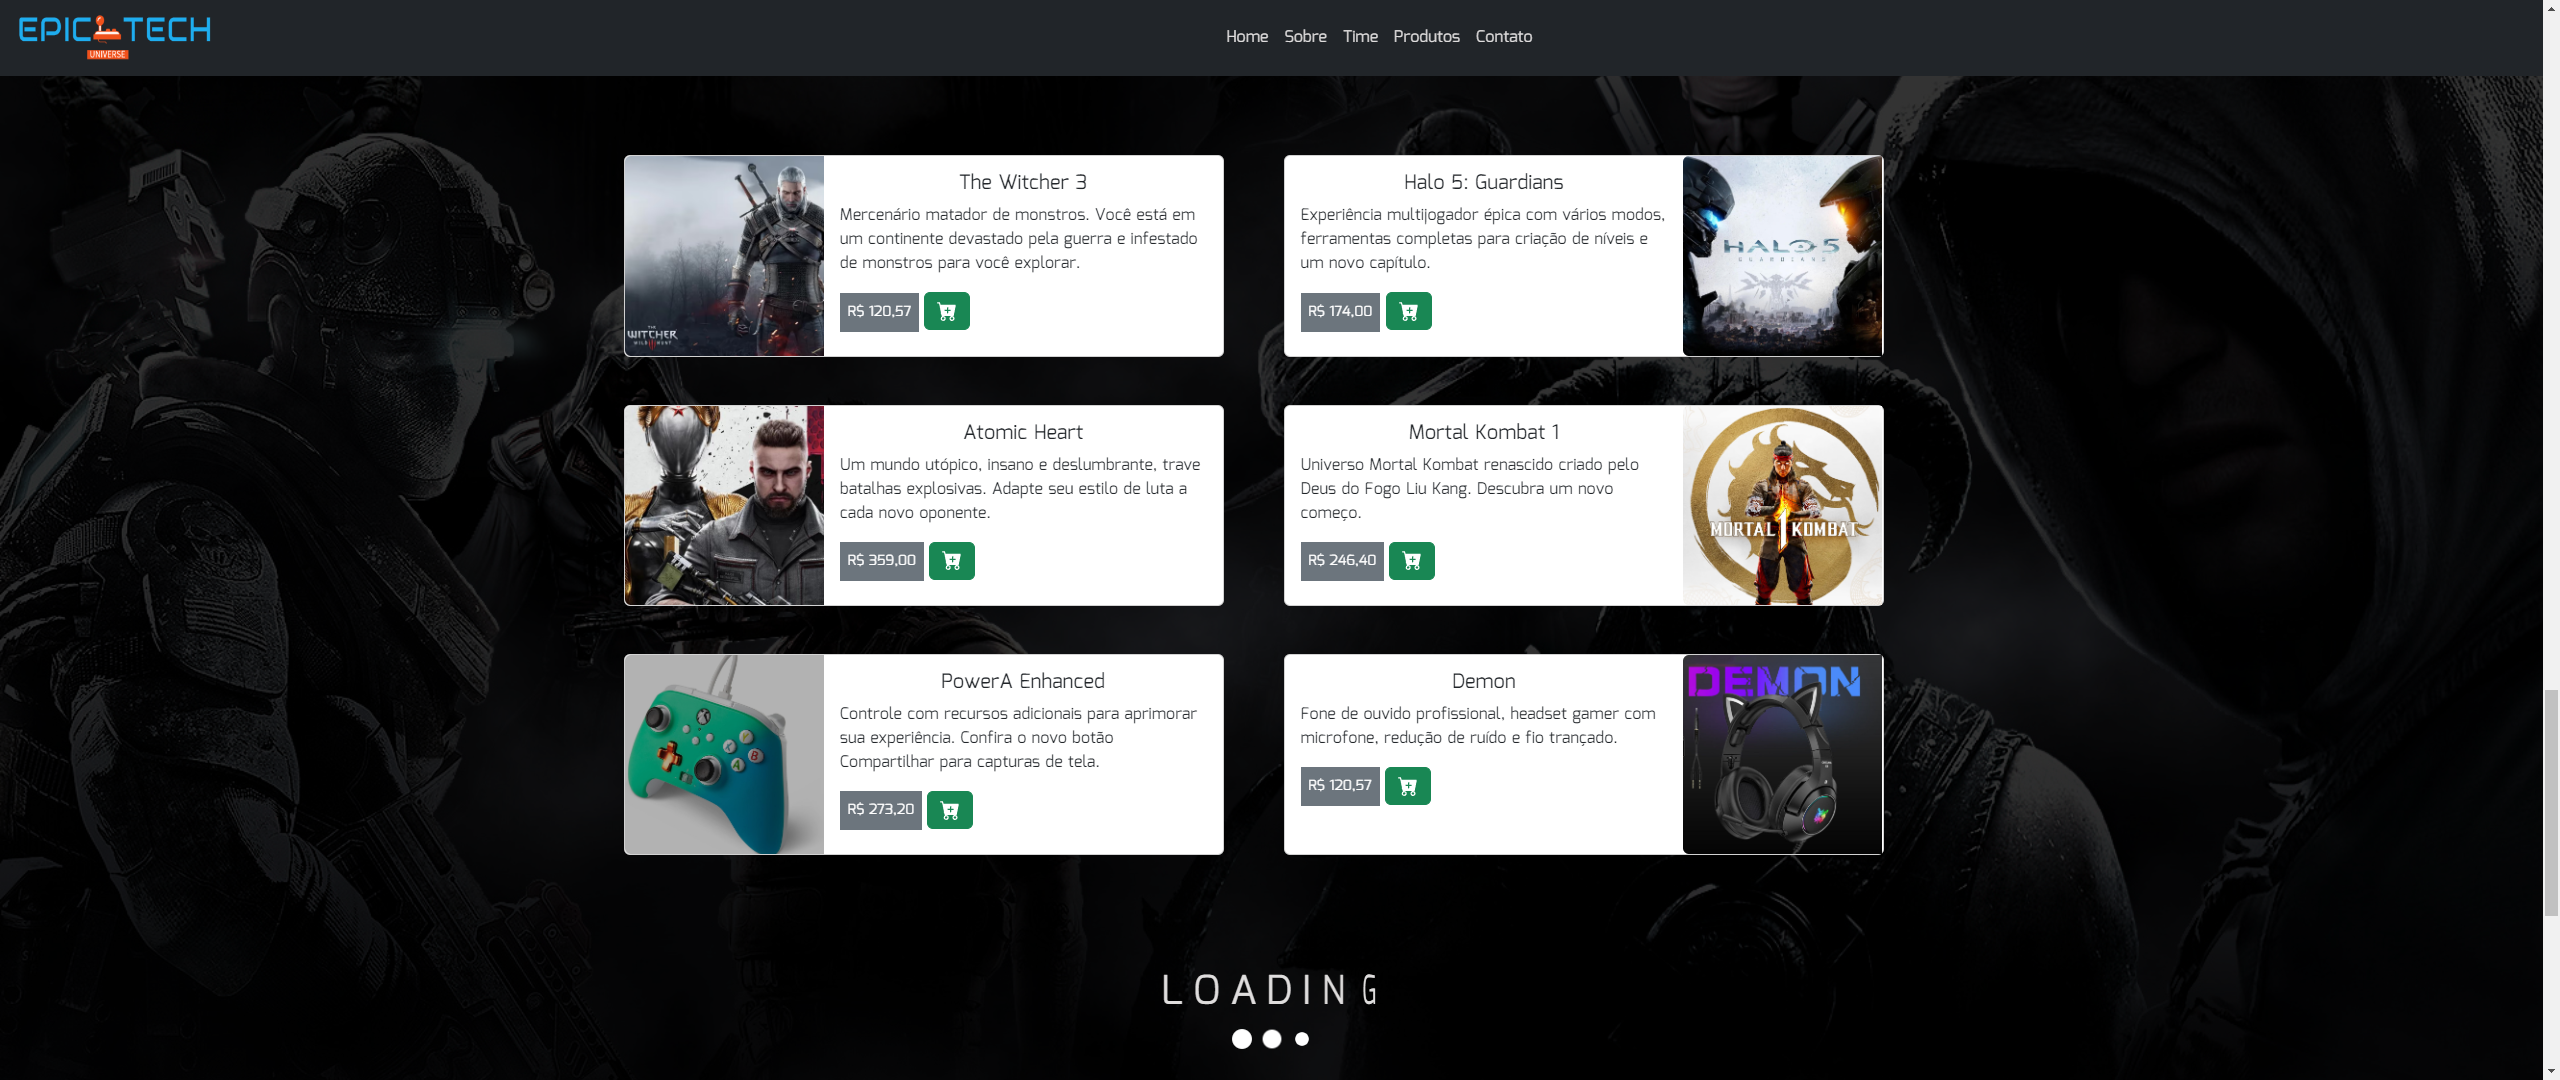 EPIC TECH
UNIVERSE
Home Sobre Time Produtos Contato
The Witcher 3
Mercenário matador de monstros. Você está em
um continente devastado pela guerra e infestado
de monstros para você explorar.
R$ 120,57
THE
WITCHER
WILD HUNT
Halo 5: Guardians
Experiência multijogador épica com vários modos,
ferramentas completas para criação de níveis e
um novo capítulo.
R$ 174,00
HALO 5
GUARDIANS
Atomic Heart
Um mundo utópico, insano e deslumbrante, trave
batalhas explosivas. Adapte seu estilo de luta a
cada novo oponente.
R$ 359,00
Mortal Kombat 1
Universo Mortal Kombat renascido criado pelo
Deus do Fogo Liu Kang. Descubra um novo
começo.
R$ 246,40
MORTAL 1 KOMBAT
PowerA Enhanced
Controle com recursos adicionais para aprimorar
sua experiência. Confira o novo botão
Compartilhar para capturas de tela.
R$ 273,20
Y
X B
A
Demon
Fone de ouvido profissional, headset gamer com
microfone, redução de ruído e fio trançado.
R$ 120,57
DEMON
LOADING